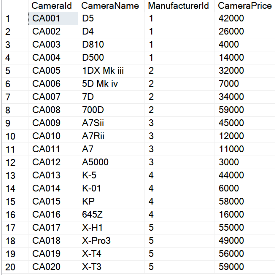 CameraId CameraName ManufacturerId CameraPrice
1 CA001 D5 1 42000
2 CA002 D4 1 26000
3 CA003 D810 1 4000
4 CA004 D500 1 14000
5 CA005 1DX Mk iii 2 32000
6 CA006 5D Mk iv 2 7000
7 CA007 7D 2 34000
8 CA008 700D 2 59000
9 CA009 A7Sii 3 45000
10 CA010 A7Rii 3 12000
11 CA011 A7 3 11000
12 CA012 A5000 3 3000
13 CA013 K-5 4 44000
14 CA014 K-01 4 6000
15 CA015 KP 4 58000
16 CA016 645Z 4 16000
17 CA017 X-H1 5 55000
18 CA018 X-Pro3 5 49000
19 CA019 X-T4 5 56000
20 CA020 X-T3 5 59000